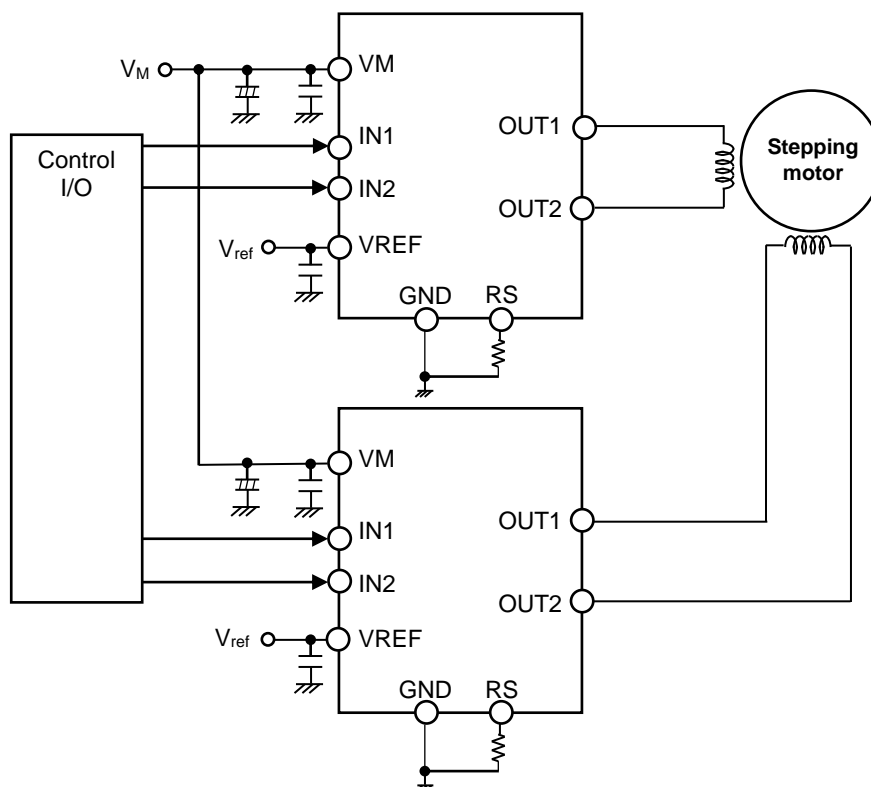 VM
VM
IN1
OUT1
Control
I/O
IN2
Stepping
motor
OUT2
Vref
VREF
GND
RS
VM
IN1
OUT1
IN2
OUT2
Vref
VREF
GND
RS